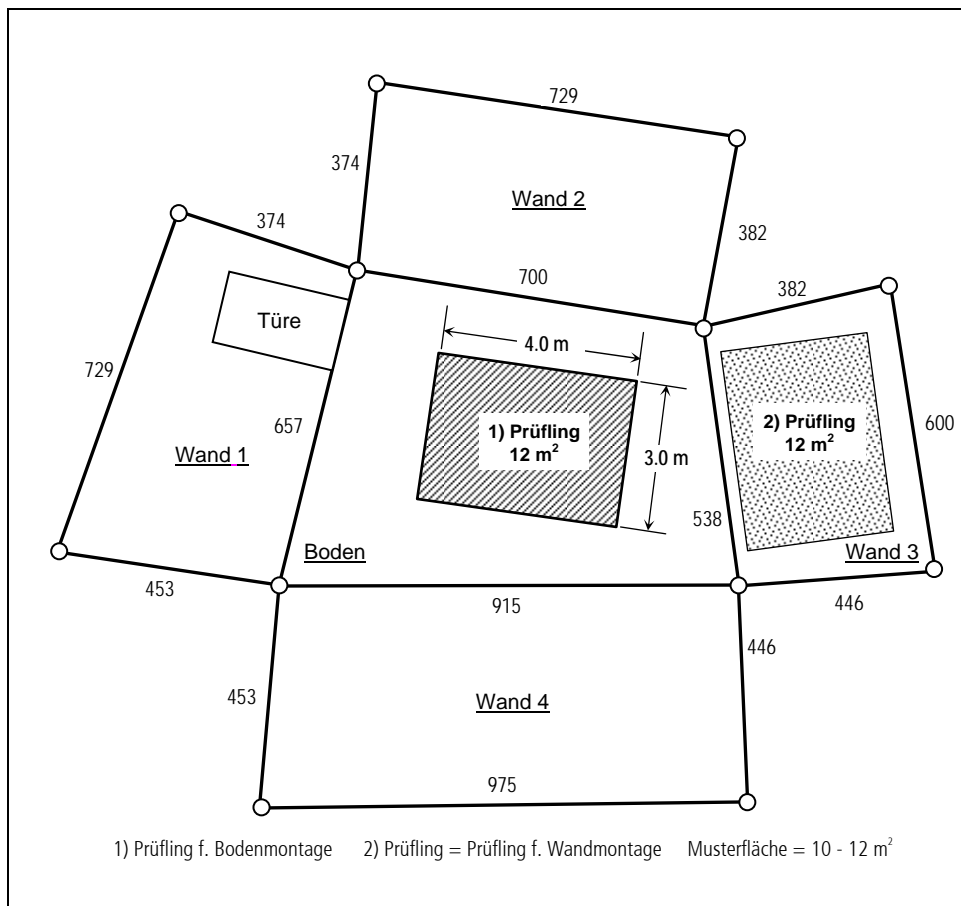 729
374
Wand 2
374
382
382
700
Türe
4.0 m
729
1) Prüfling
12 m²
2) Prüfling
12 m²
600
657
3.0 m
Wand 1
538
Boden
Wand 3
453
915
446
446
453
Wand 4
975
1) Prüfling f. Bodenmontage 2) Prüfling = Prüfling f. Wandmontage Musterfläche = 10 - 12 m²